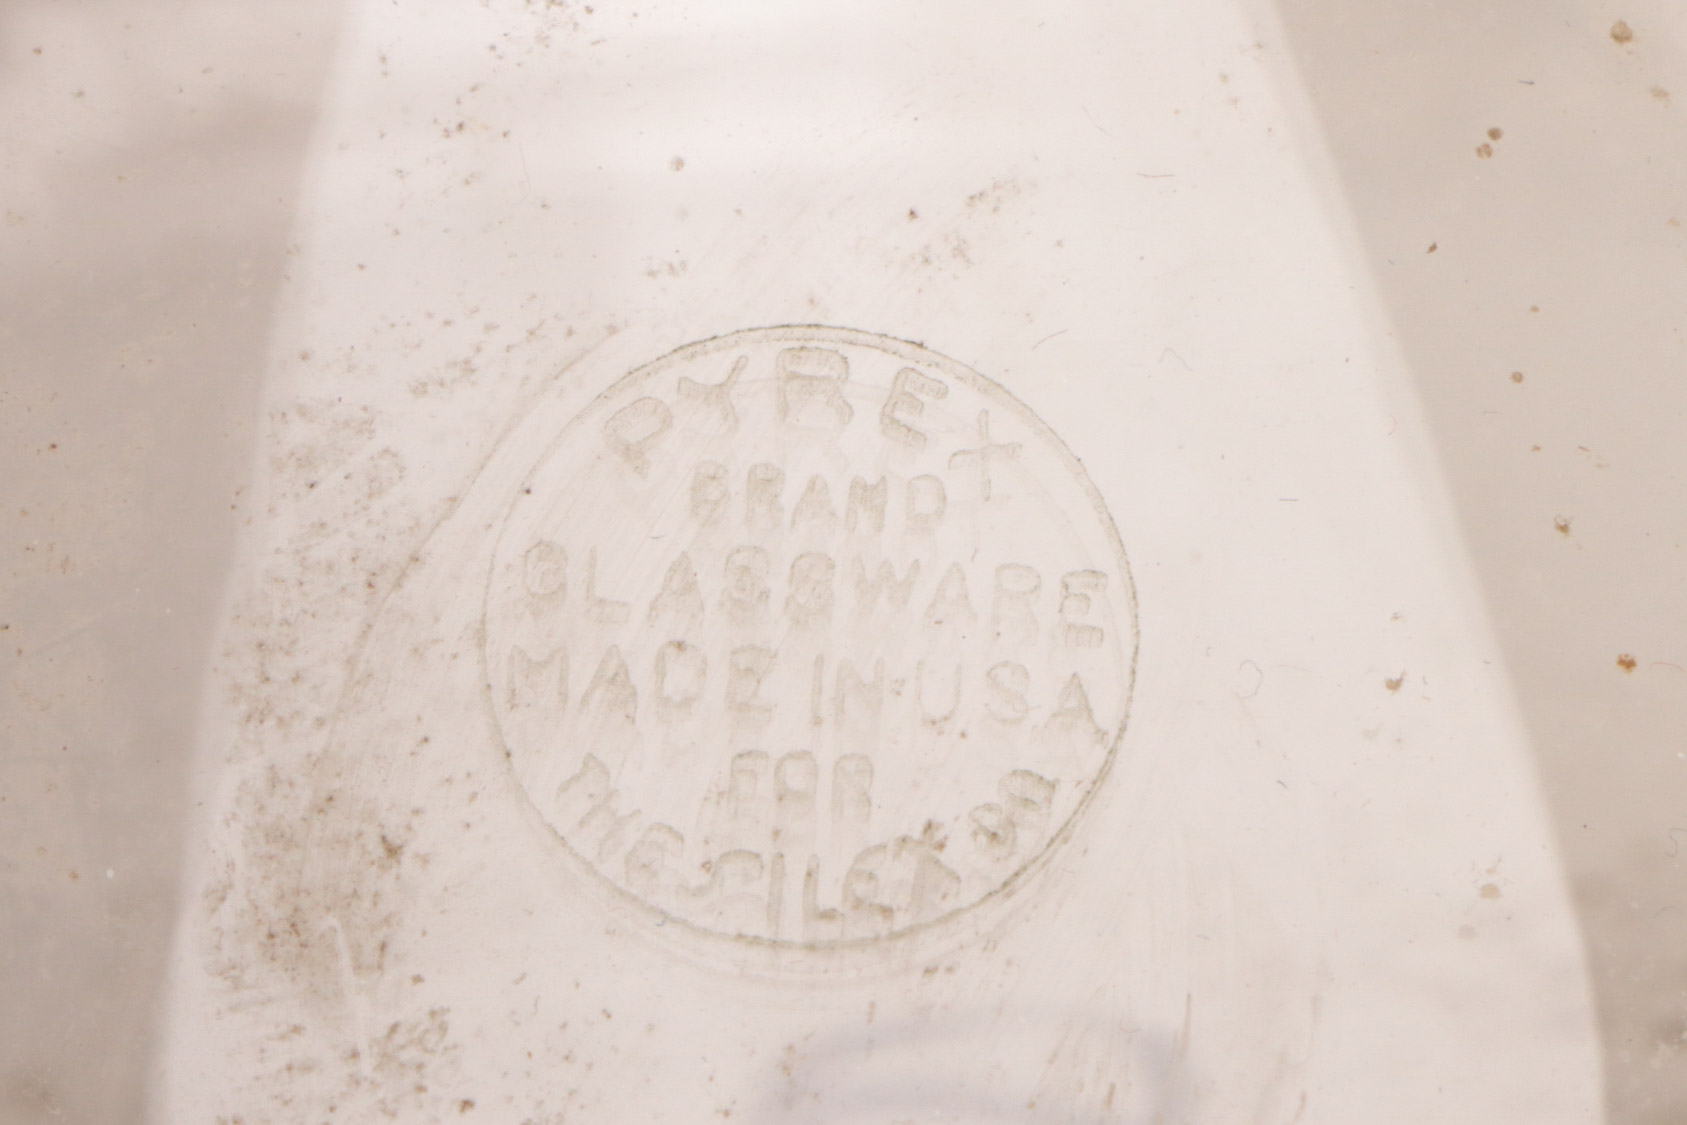 PYREX
BRAND
GLASSWARE
MADE IN USA
FOR
THE SILEX CO